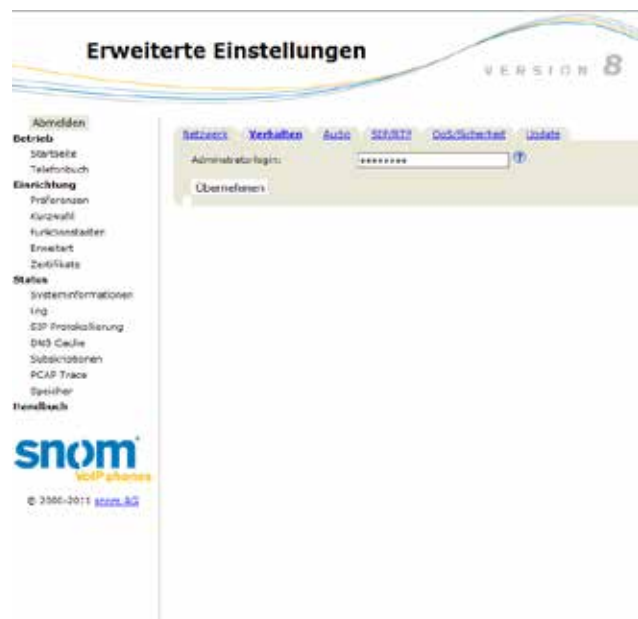 Erweiterte Einstellungen
VERSION 8
Abmelden
Betrieb
Startseite
Telefonbuch
Einrichtung
Präferenzen
Kurzwahl
Funktionstasten
Erweitert
Zertifikate
Status
Systeminformationen
Log
SIP Protokollierung
DNS Cache
Subskriptionen
PCAP Trace
Speicher
Handbuch
snom
VoIP phones
© 2000-2011 snom AG
Netzwerk Verhalten Audio SIP/RTP QoS/Sicherheit Update
Administratorlogin: ********
Übernehmen